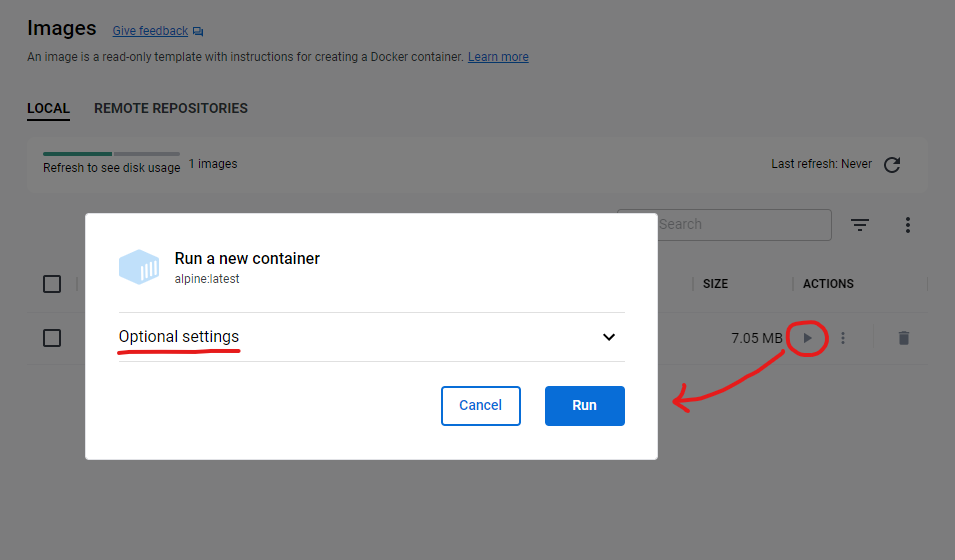 Images Give feedback
An image is a read-only template with instructions for creating a Docker container. Learn more
LOCAL REMOTE REPOSITORIES
Refresh to see disk usage 1 images Last refresh: Never
Search
Run a new container
alpine:latest
SIZE ACTIONS
Optional settings
7.05 MB
Cancel Run